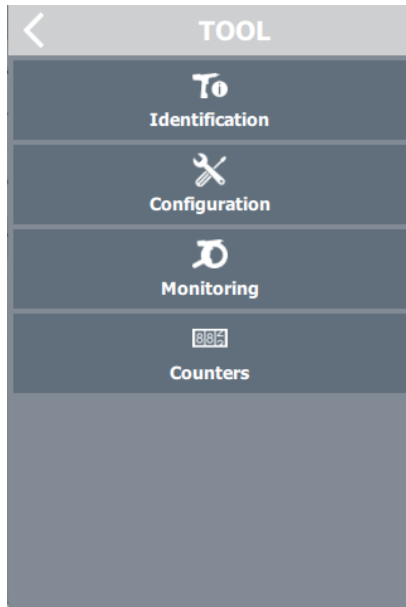 TOOL
Identification
Configuration
Monitoring
Counters